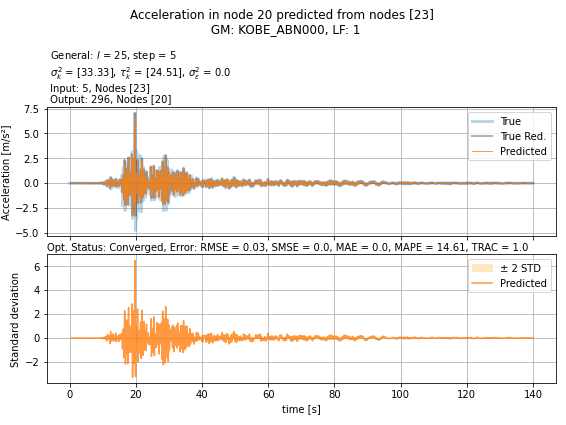 Acceleration in node 20 predicted from nodes [23]
GM: KOBE_ABN000, LF: 1
General: l = 25, step = 5
σ²ₖ = [33.33], τ²ₖ = [24.51], σ²ε = 0.0
Input: 5, Nodes [23]
Output: 296, Nodes [20]
Acceleration [m/s²]
7.5
5.0
2.5
0.0
−2.5
−5.0
True
True Red.
Predicted
Opt. Status: Converged, Error: RMSE = 0.03, SMSE = 0.0, MAE = 0.0, MAPE = 14.61, TRAC = 1.0
Standard deviation
6
4
2
0
−2
± 2 STD
Predicted
0 20 40 60 80 100 120 140
time [s]